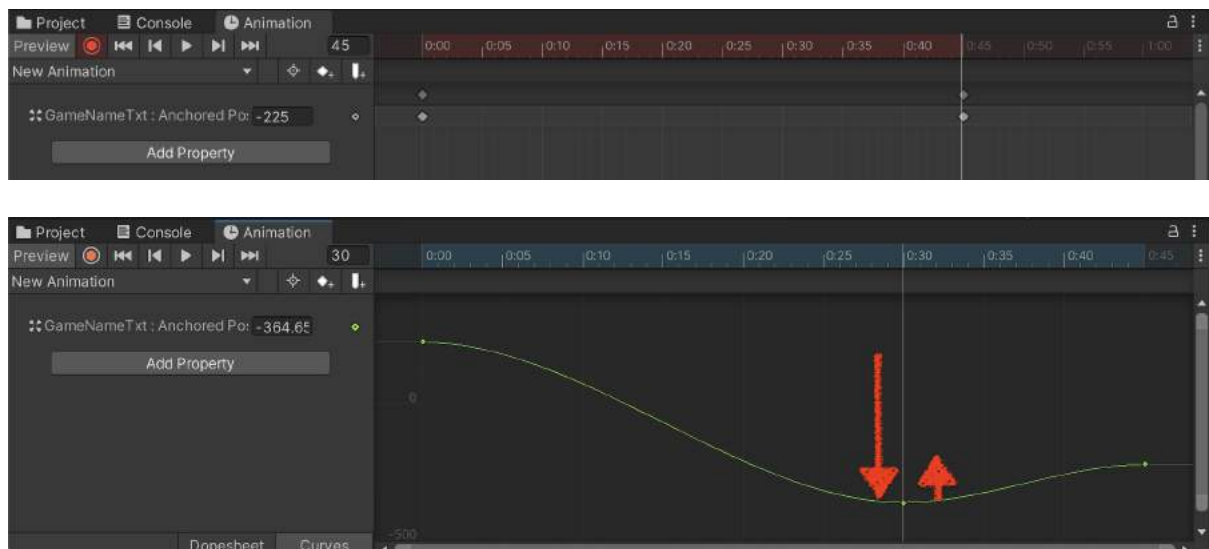 Project Console Animation
Preview 45 0:00 0:05 0:10 0:15 0:20 0:25 0:30 0:35 0:40 0:45 0:50 0:55 1:00
New Animation
GameNameTxt : Anchored Po: -225
Add Property
Project Console Animation
Preview 30 0:00 0:05 0:10 0:15 0:20 0:25 0:30 0:35 0:40 0:45
New Animation
GameNameTxt : Anchored Po: -364.65
Add Property
0
-500
Dopesheet Curves